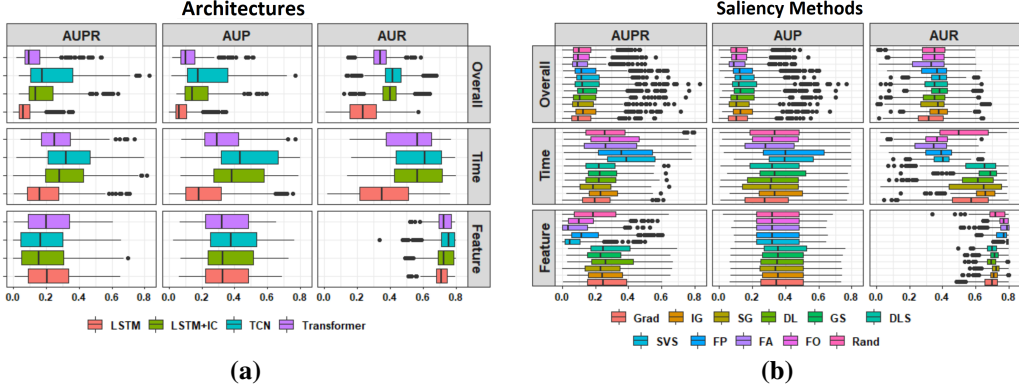 Architectures
AUPR AUP AUR
Overall
Time
Feature
0.0 0.2 0.4 0.6 0.8 0.0 0.2 0.4 0.6 0.8 0.0 0.2 0.4 0.6 0.8
LSTM LSTM+IC TCN Transformer
(a)
Saliency Methods
AUPR AUP AUR
Overall
Time
Feature
0.0 0.2 0.4 0.6 0.8 0.0 0.2 0.4 0.6 0.8 0.0 0.2 0.4 0.6 0.8
Grad IG SG DL GS DLS
SVS FP FA FO Rand
(b)